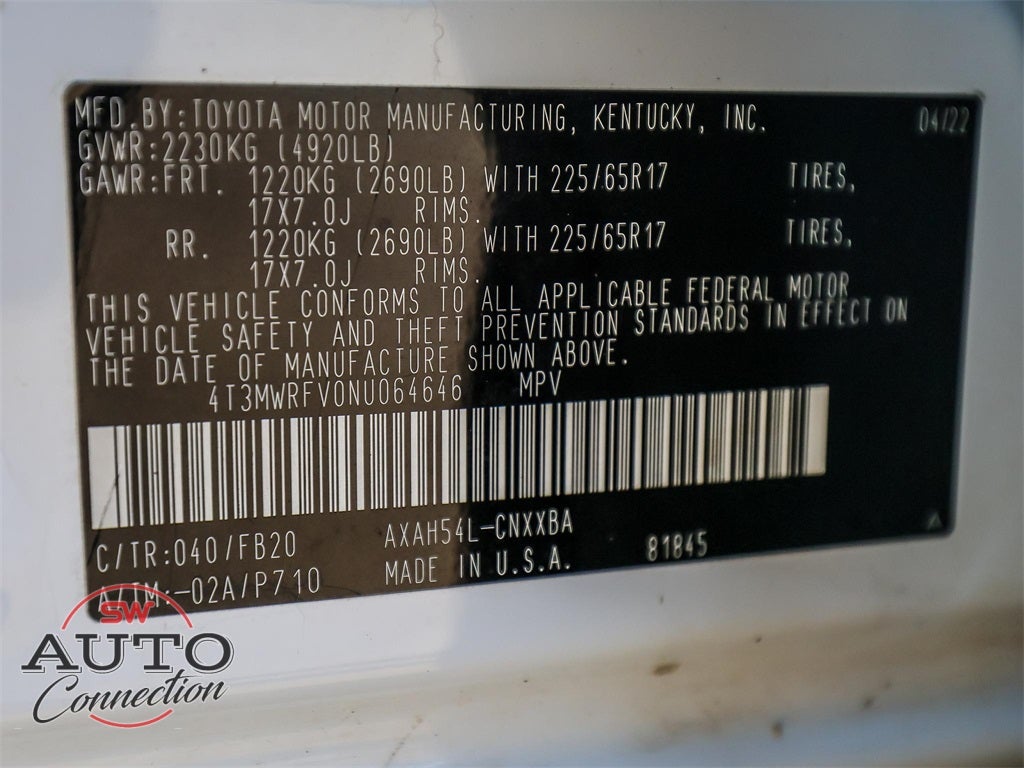 MFD.BY:TOYOTA MOTOR MANUFACTURING, KENTUCKY, INC. 04/22
GVWR:2230KG (4920LB)
GAWR:FRT. 1220KG (2690LB) WITH 225/65R17 TIRES,
17X7.0J RIMS.
RR. 1220KG (2690LB) WITH 225/65R17 TIRES,
17X7.0J RIMS.
THIS VEHICLE CONFORMS TO ALL APPLICABLE FEDERAL MOTOR
VEHICLE SAFETY AND THEFT PREVENTION STANDARDS IN EFFECT ON
THE DATE OF MANUFACTURE SHOWN ABOVE.
4T3MWRFV0NU064646 MPV
C/TR:040/FB20 AXAH54L-CNXXBA
A/TM:-02A/P710 MADE IN U.S.A. 81845
SW
AUTO
Connection